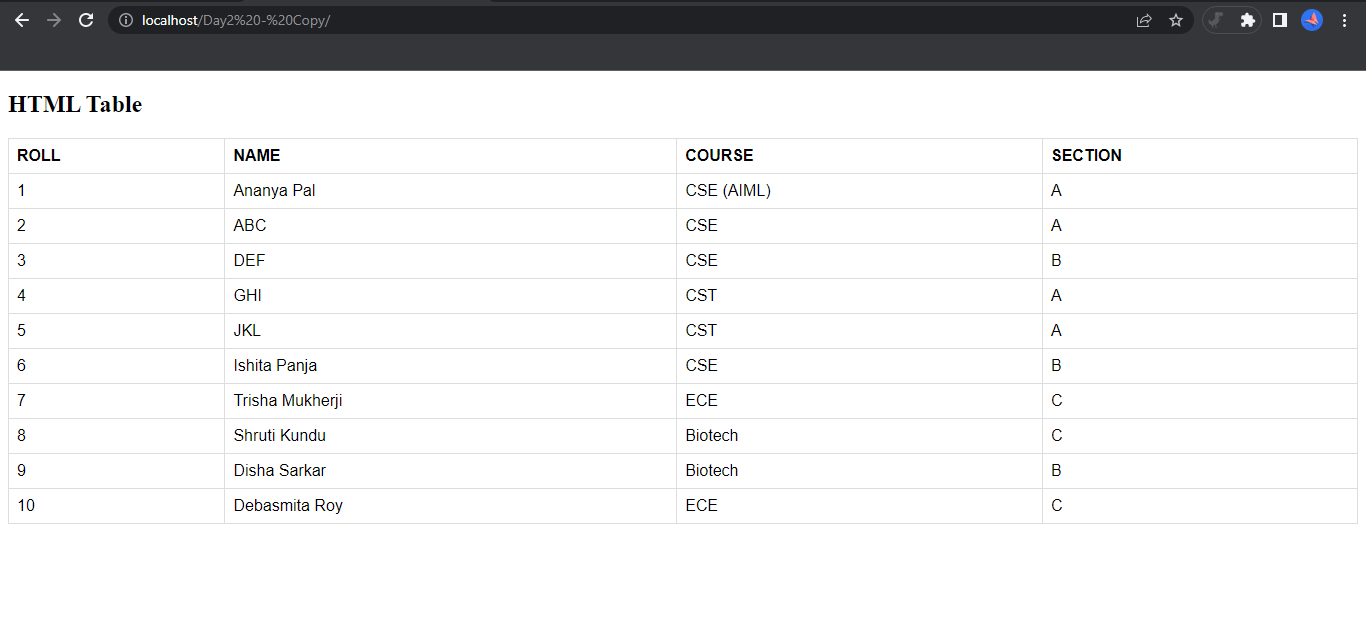 localhost/Day2%20-%20Copy/
HTML Table
ROLL NAME COURSE SECTION
1 Ananya Pal CSE (AIML) A
2 ABC CSE A
3 DEF CSE B
4 GHI CST A
5 JKL CST A
6 Ishita Panja CSE B
7 Trisha Mukherji ECE C
8 Shruti Kundu Biotech C
9 Disha Sarkar Biotech B
10 Debasmita Roy ECE C